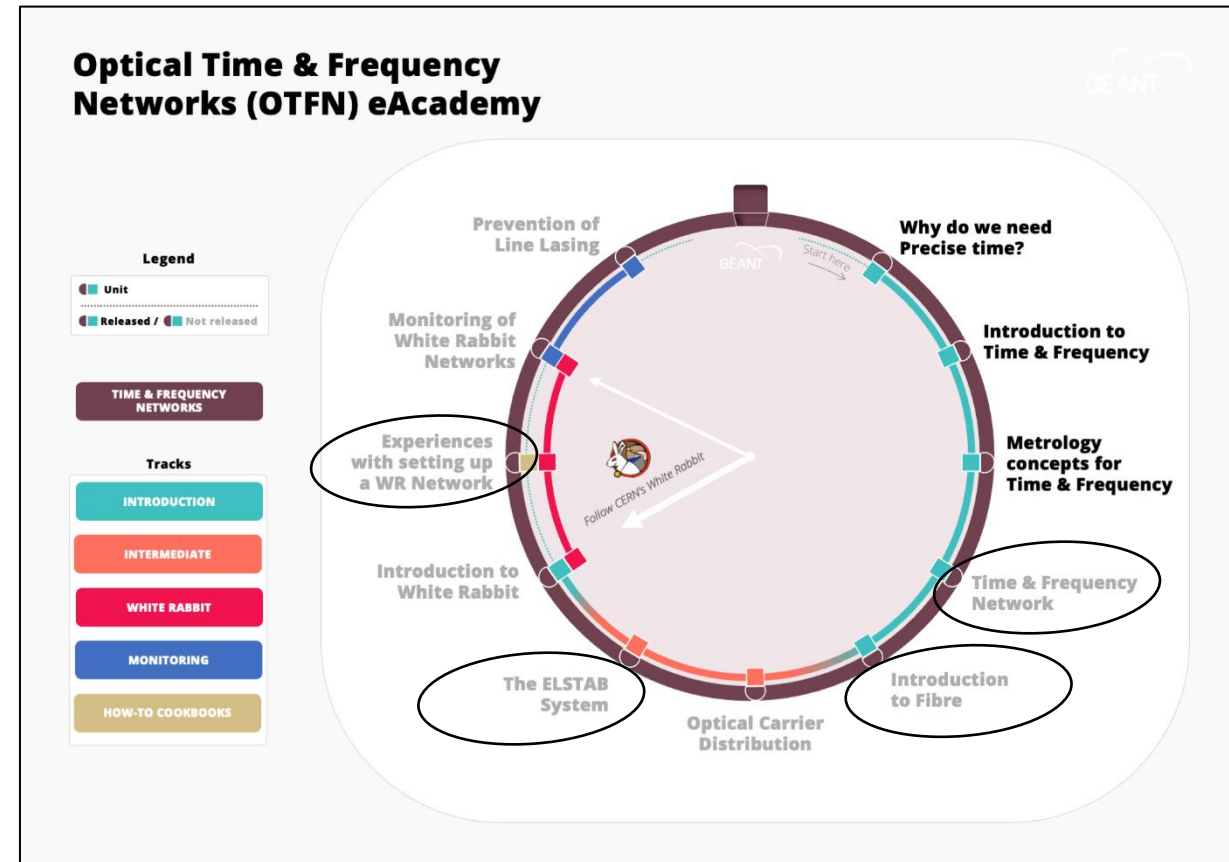 Optical Time & Frequency
Networks (OTFN) eAcademy
GÉANT
Legend
Unit
Released / Not released
TIME & FREQUENCY
NETWORKS
Tracks
INTRODUCTION
INTERMEDIATE
WHITE RABBIT
MONITORING
HOW-TO COOKBOOKS
GÉANT
Start here
Why do we need
Precise time?
Introduction to
Time & Frequency
Metrology
concepts for
Time & Frequency
Time & Frequency
Network
Introduction
to Fibre
Optical Carrier
Distribution
The ELSTAB
System
Introduction to
White Rabbit
Experiences
with setting up
a WR Network
Monitoring of
White Rabbit
Networks
Prevention of
Line Lasing
Follow CERN's White Rabbit